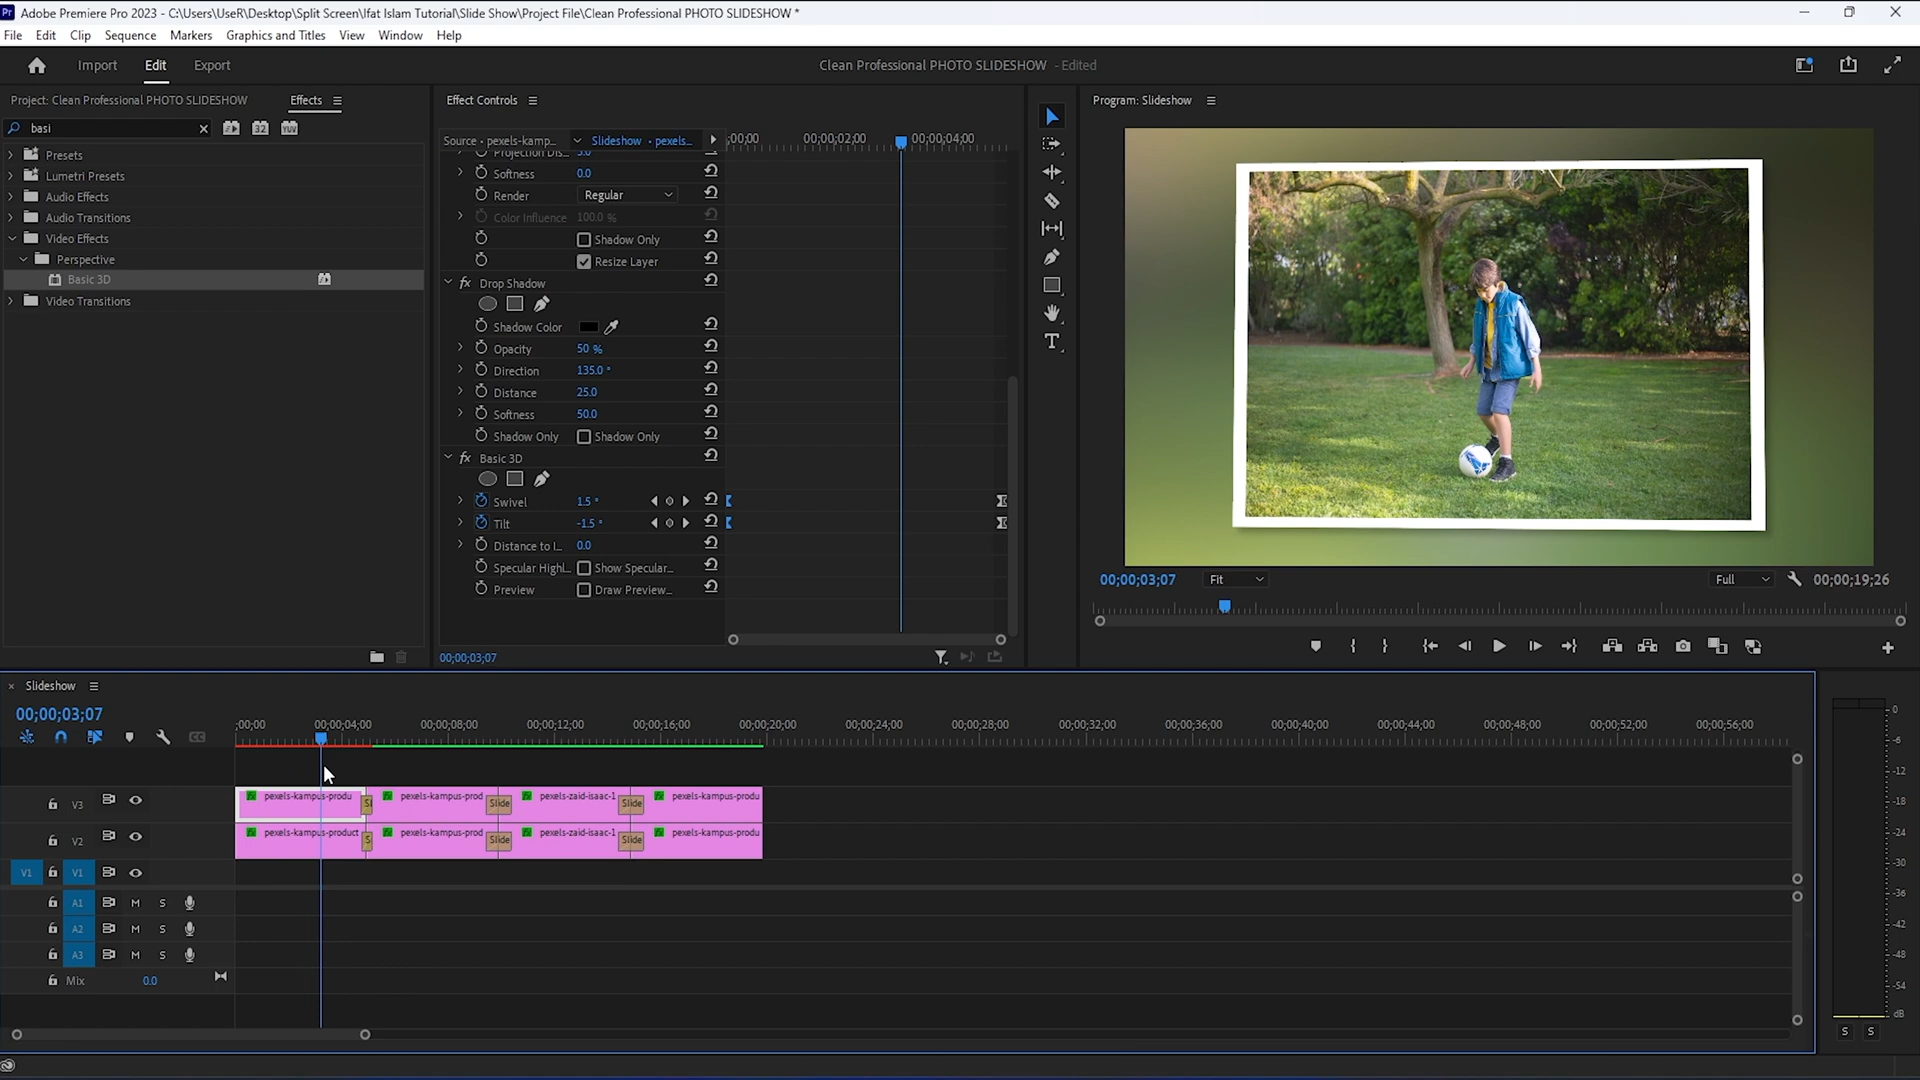 Pr Adobe Premiere Pro 2023 - C:\Users\UseR\Desktop\Split Screen\Ifat Islam Tutorial\Slide Show\Project File\Clean Professional PHOTO SLIDESHOW *
File Edit Clip Sequence Markers Graphics and Titles View Window Help
Import Edit Export
Clean Professional PHOTO SLIDESHOW - Edited
Project: Clean Professional PHOTO SLIDESHOW
Effects
basi
32
YUV
Presets
Lumetri Presets
Audio Effects
Audio Transitions
Video Effects
Perspective
Basic 3D
Video Transitions
Effect Controls
Source • pexels-kamp... Slideshow • pexels...
;00;00 00;00;02;00 00;00;04;00
Projection Dis... 5.0
Softness 0.0
Render Regular
Color Influence 100.0 %
Shadow Only
Resize Layer
fx Drop Shadow
Shadow Color
Opacity 50 %
Direction 135.0 °
Distance 25.0
Softness 50.0
Shadow Only Shadow Only
fx Basic 3D
Swivel 1.5 °
Tilt -1.5 °
Distance to I... 0.0
Specular Highl... Show Specular...
Preview Draw Preview...
00;00;03;07
T
Program: Slideshow
00;00;03;07 Fit Full 00;00;19;26
× Slideshow
00;00;03;07
;00;00 00;00;04;00 00;00;08;00 00;00;12;00 00;00;16;00 00;00;20;00 00;00;24;00 00;00;28;00 00;00;32;00 00;00;36;00 00;00;40;00 00;00;44;00 00;00;48;00 00;00;52;00 00;00;56;00
V3 pexels-kampus-produ Sl pexels-kampus-prod Slide pexels-zaid-isaac-1 Slide pexels-kampus-produ
V2 pexels-kampus-product S pexels-kampus-prod Slide pexels-zaid-isaac-1 Slide pexels-kampus-produ
V1 V1
A1 M S
A2 M S
A3 M S
Mix 0.0
0
-6
-12
-18
-24
-30
-36
-42
-48
-54
dB
S S